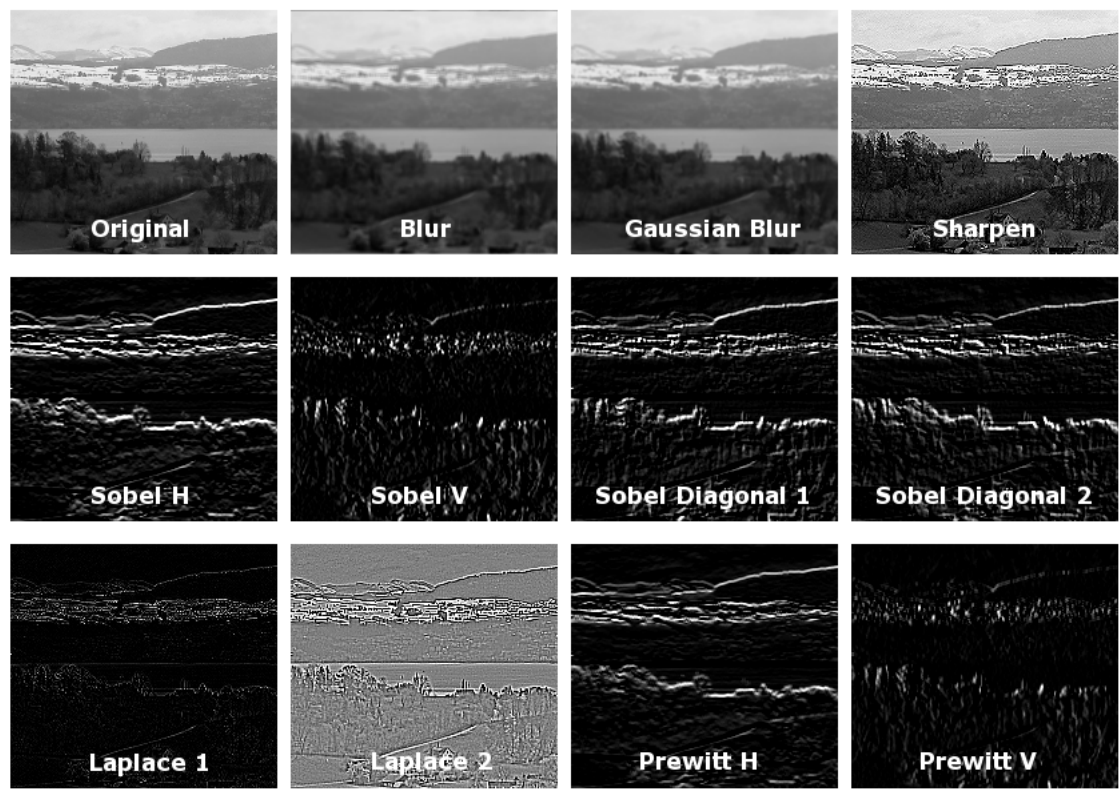 Original
Blur
Gaussian Blur
Sharpen
Sobel H
Sobel V
Sobel Diagonal 1
Sobel Diagonal 2
Laplace 1
Laplace 2
Prewitt H
Prewitt V